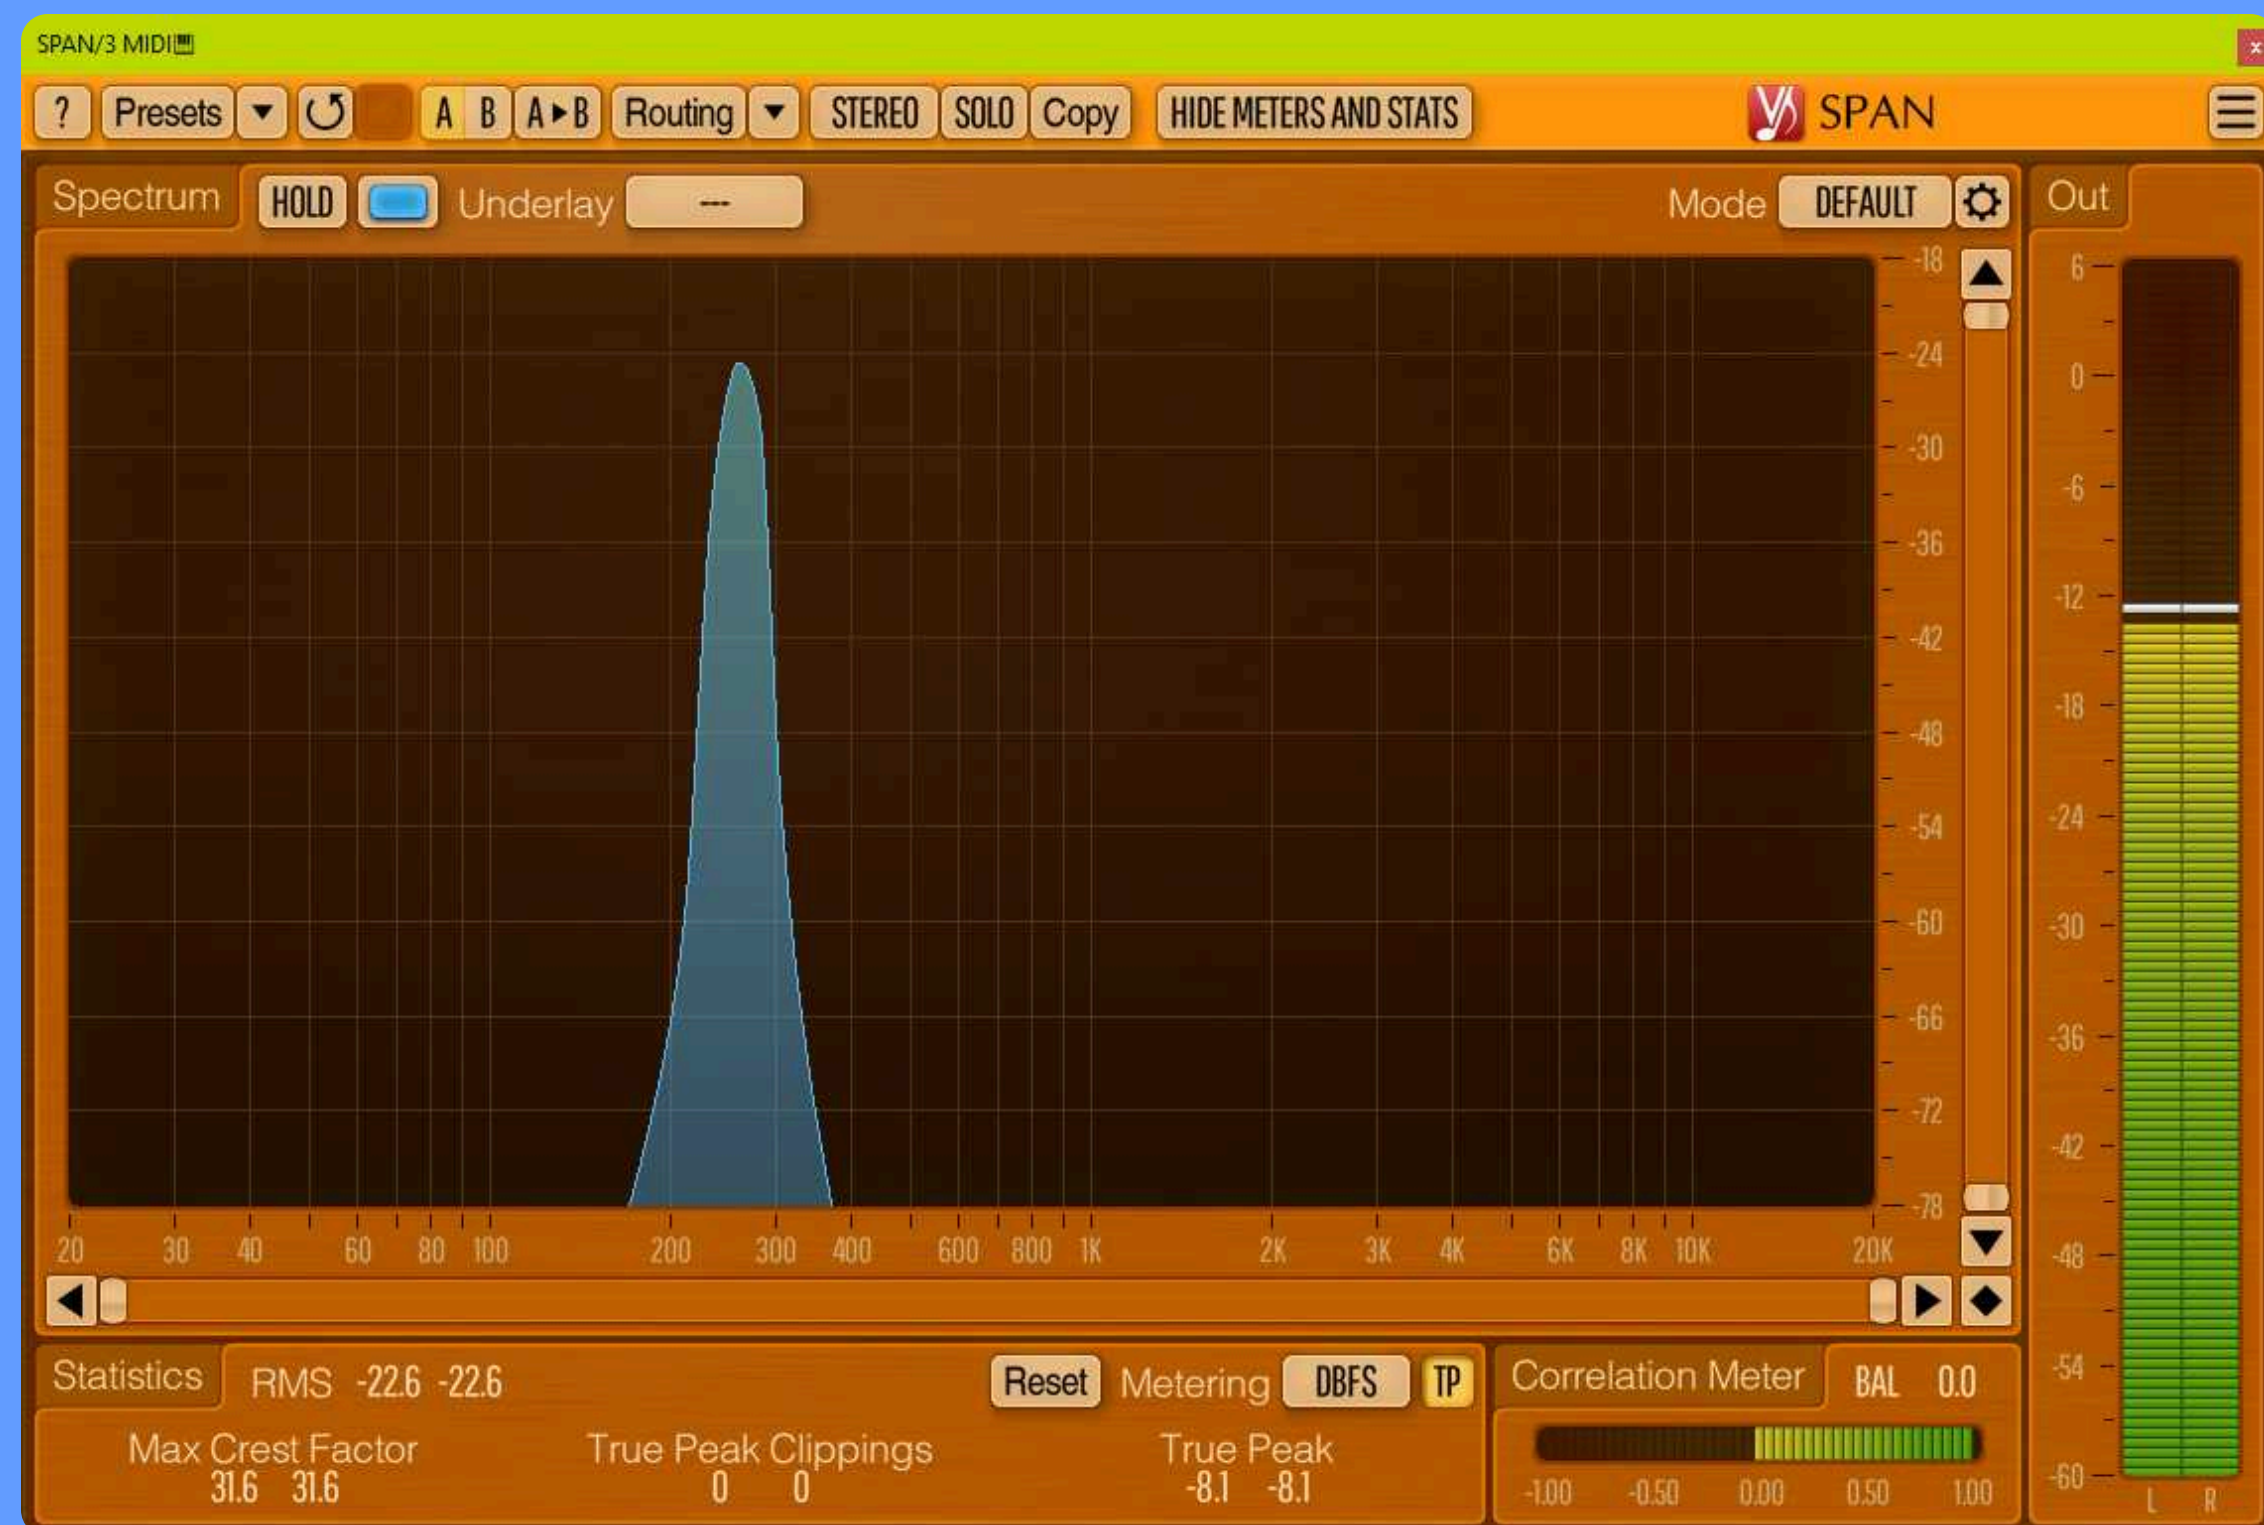 SPAN/3 MIDI
? Presets A B A►B Routing STEREO SOLO Copy HIDE METERS AND STATS SPAN
Spectrum HOLD Underlay --- Mode DEFAULT Out
-18
-24
-30
-36
-42
-48
-54
-60
-66
-72
-78
20 30 40 60 80 100 200 300 400 600 800 1K 2K 3K 4K 6K 8K 10K 20K
6
0
-6
-12
-18
-24
-30
-36
-42
-48
-54
-60
L R
Statistics RMS -22.6 -22.6 Reset Metering DBFS TP
Max Crest Factor True Peak Clippings True Peak
31.6 31.6 0 0 -8.1 -8.1
Correlation Meter BAL 0.0
-1.00 -0.50 0.00 0.50 1.00